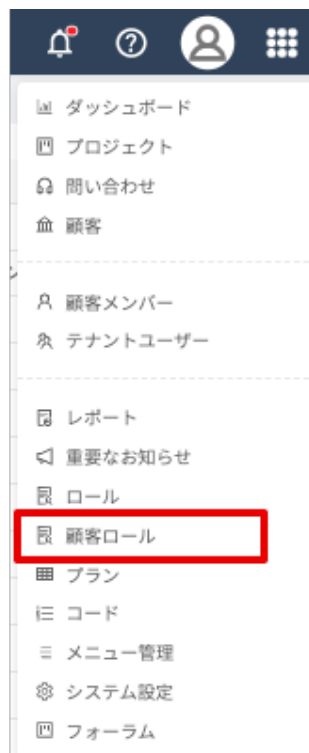 ダッシュボード
プロジェクト
問い合わせ
顧客
顧客メンバー
テナントユーザー
レポート
重要なお知らせ
ロール
顧客ロール
プラン
コード
メニュー管理
システム設定
フォーラム